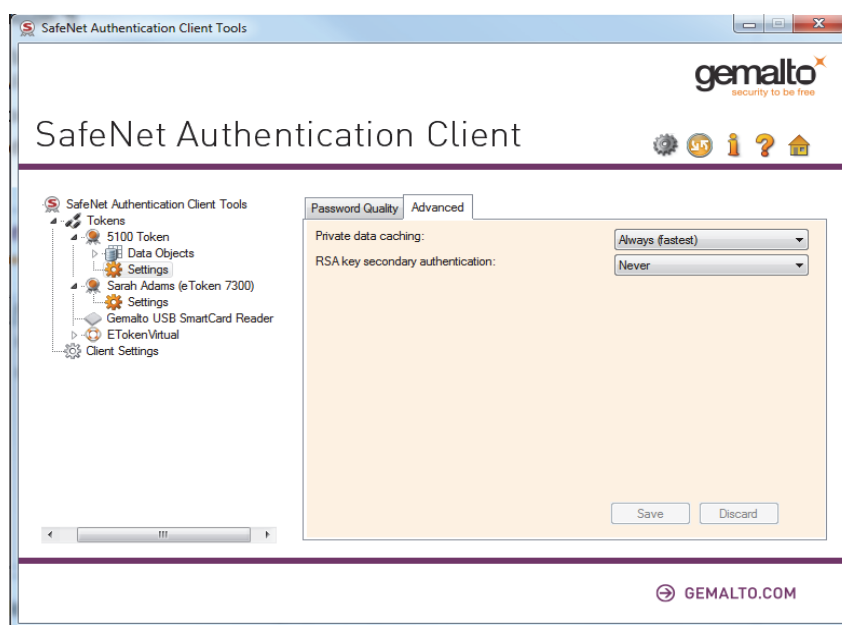 SafeNet Authentication Client Tools
gemalto
security to be free
SafeNet Authentication Client
SafeNet Authentication Client Tools
Tokens
5100 Token
Data Objects
Settings
Sarah Adams (eToken 7300)
Settings
Gemalto USB SmartCard Reader
ETokenVirtual
Client Settings
Password Quality
Advanced
Private data caching:
Always (fastest)
RSA key secondary authentication:
Never
Save
Discard
GEMALTO.COM